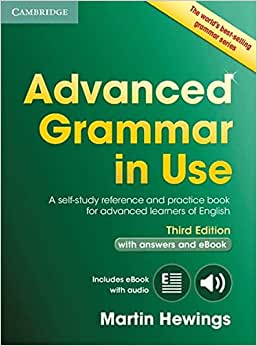 CAMBRIDGE
The world's best-selling
grammar series
Advanced
Grammar
in Use
A self-study reference and practice book
for advanced learners of English
Third Edition
with answers and eBook
Includes eBook
with audio
E
Martin Hewings